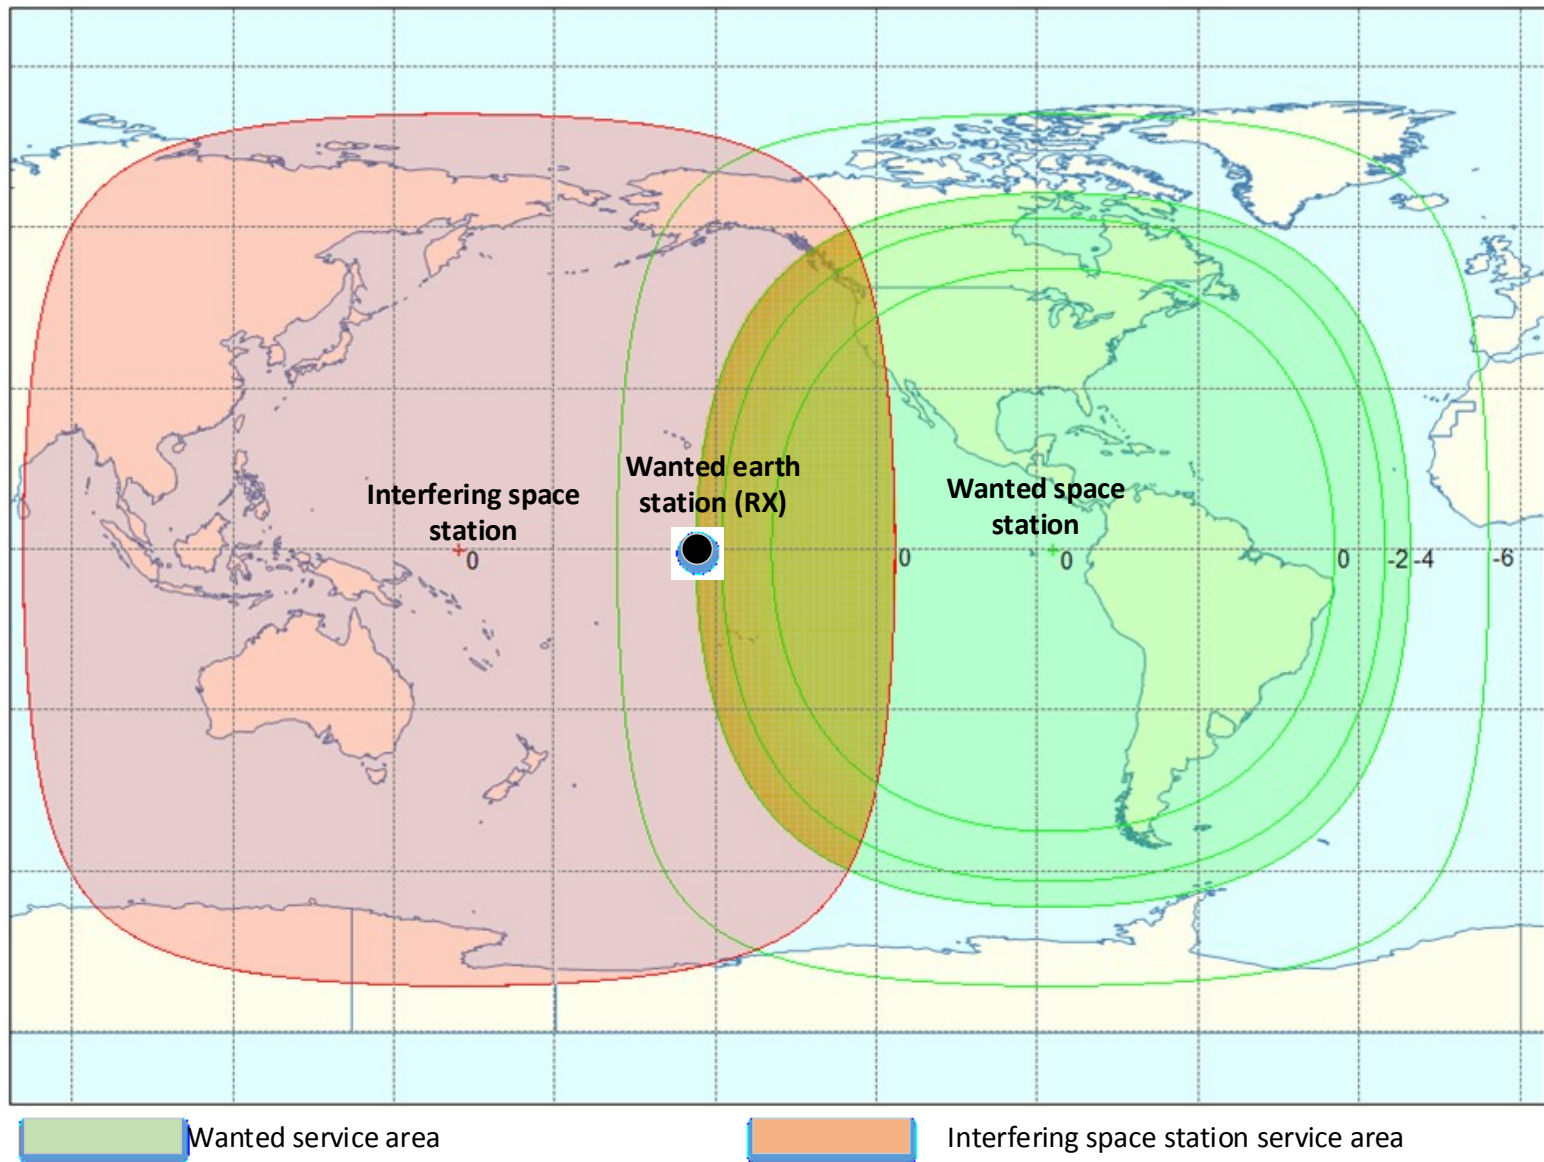 Wanted earth
station (RX)
Interfering space
station
Wanted space
station
0
0
0
0
-2
-4
-6
Wanted service area
Interfering space station service area